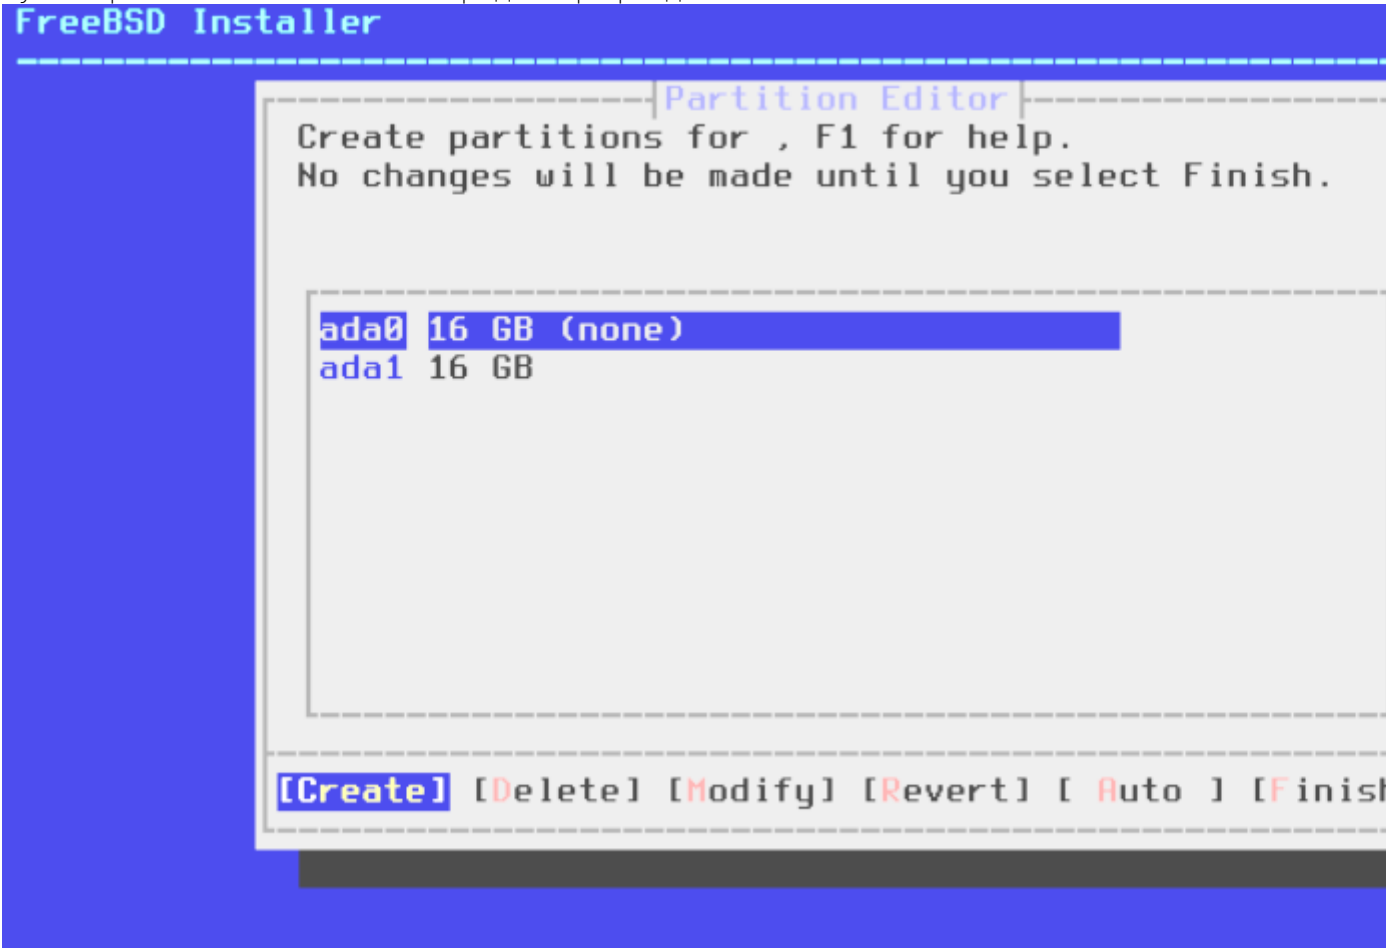 FreeBSD Installer
Partition Editor
Create partitions for , F1 for help.
No changes will be made until you select Finish.
ada0 16 GB (none)
ada1 16 GB
[Create] [Delete] [Modify] [Revert] [ Auto ] [Finish